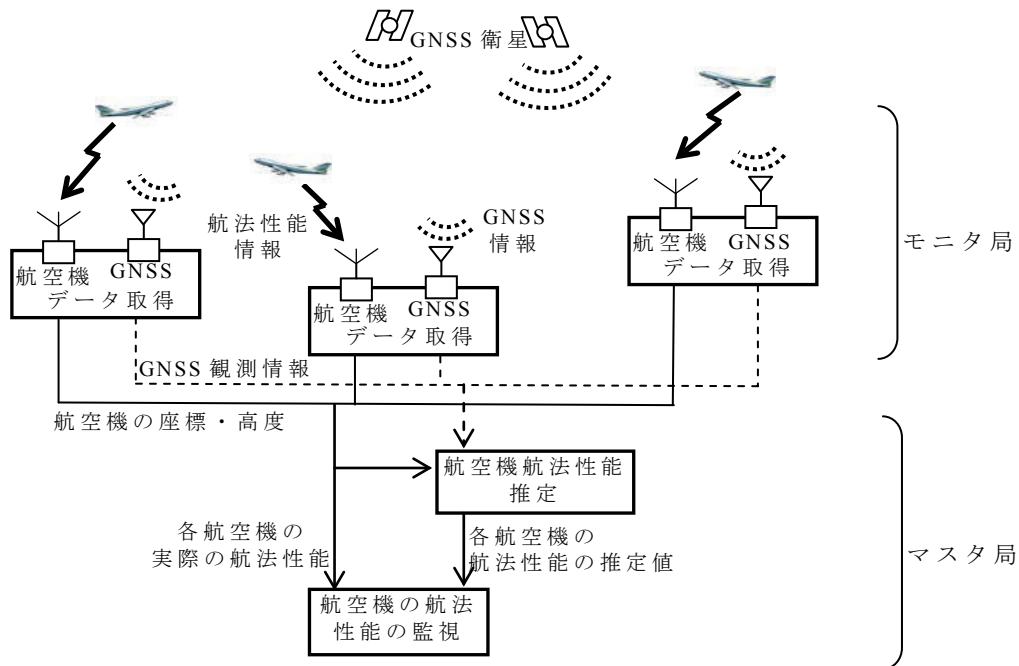 GNSS 衛星
航法性能
情報
GNSS
情報
航空機
GNSS
データ取得
航空機
GNSS
データ取得
航空機
GNSS
データ取得
モニタ局
GNSS 観測情報
航空機の座標・高度
航空機航法性能
推定
各航空機の
実際の航法性能
各航空機の
航法性能の推定値
マスタ局
航空機の航法
性能の監視